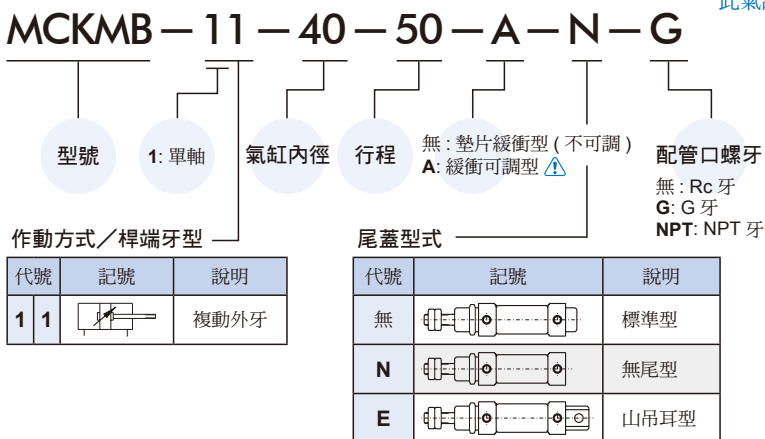 此氣
MCKMB — 11 — 40 — 50 — A — N — G
型號
1: 單軸
氣缸內徑
行程
無 : 墊片緩衝型 ( 不可調 )
A: 緩衝可調型
配管口螺牙
無 : Rc 牙
G: G 牙
NPT: NPT 牙
作動方式／桿端牙型
代號 記號 說明
1 1 複動外牙
尾蓋型式
代號 記號 說明
無 標準型
N 無尾型
E 山吊耳型